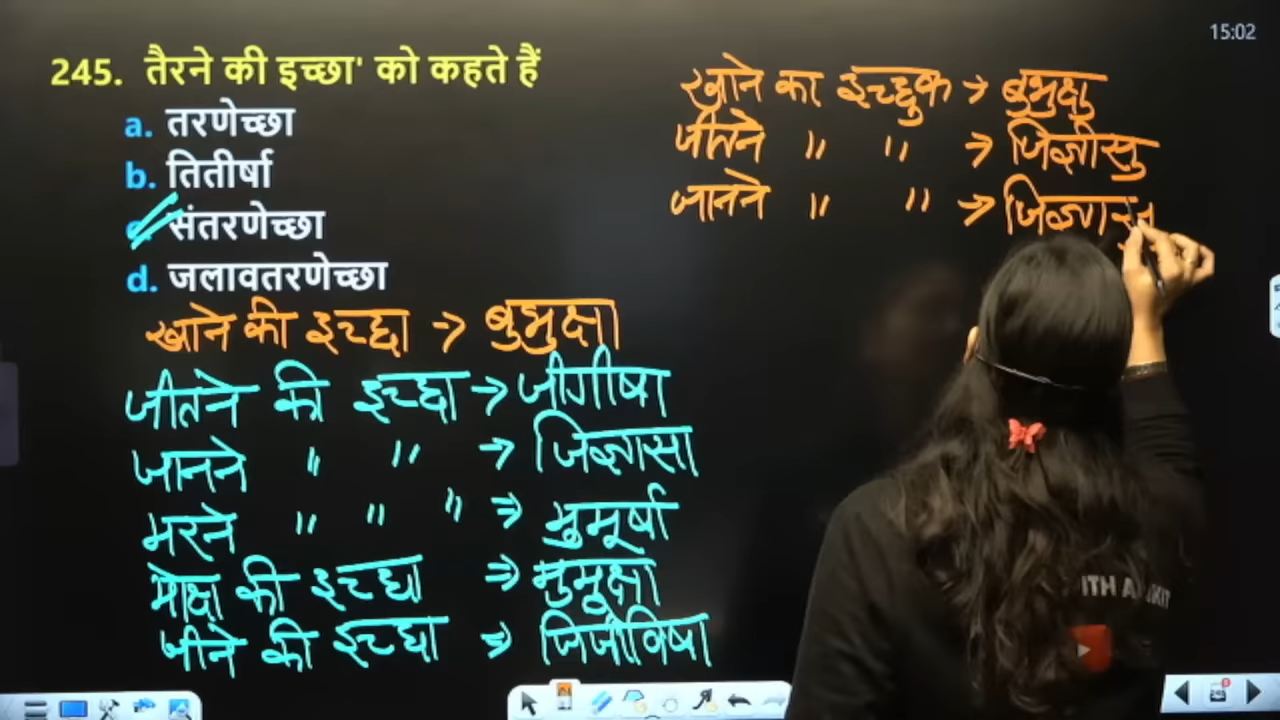 15:02
245. तैरने की इच्छा' को कहते हैं
a. तरणेच्छा
b. तितीर्षा
संतरणेच्छा
d. जलावतरणेच्छा
खाने की इच्छा → बुभुक्षा
जीतने की इच्छा → जीगीषा
जानने " " → जिज्ञासा
मरने " " " ⇒ मुमूर्षा
मोक्ष की इच्छा ⇒ मुमूक्षा
जीने की इच्छा ⇒ जिजीविषा
खाने का इच्छुक → बुभुक्षु
जीतने " " → जिज्ञीसु
जानने " " →